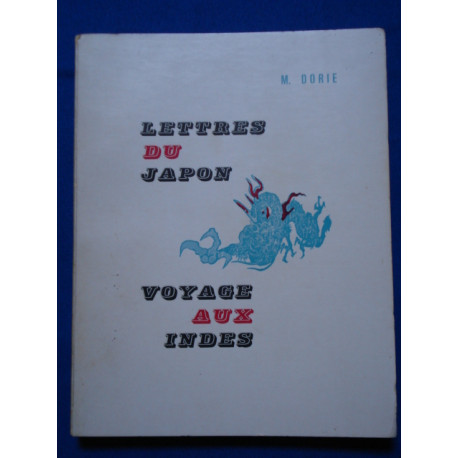 M. DORIE
LETTRES
DU
JAPON
VOYAGE
AUX
INDES